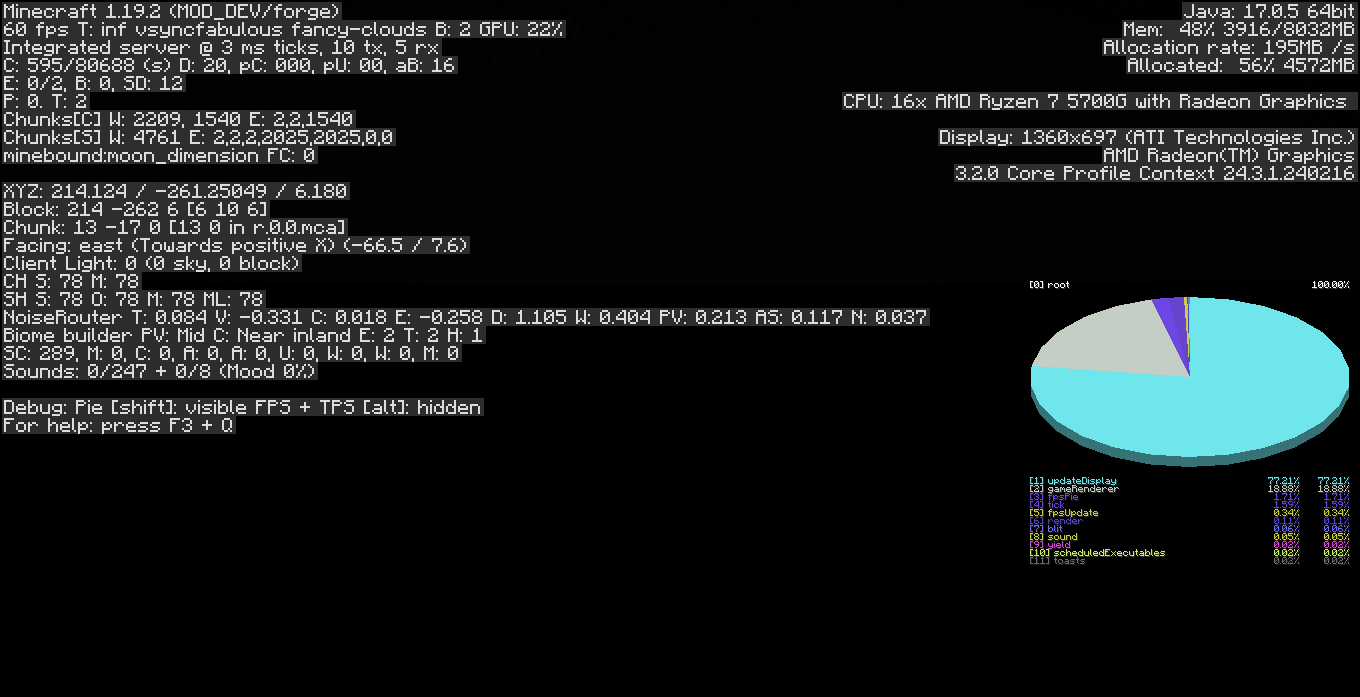 Minecraft 1.19.2 (MOD_DEV/forge)
60 fps T: inf vsyncfabulous fancy-clouds B: 2 GPU: 22%
Integrated server @ 3 ms ticks, 10 tx, 5 rx
C: 595/80688 (s) D: 20, pC: 000, pU: 00, aB: 16
E: 0/2, B: 0, SD: 12
P: 0. T: 2
Chunks[C] W: 2209, 1540 E: 2,2,1540
Chunks[S] W: 4761 E: 2,2,2,2025,2025,0,0
minebound:moon_dimension FC: 0
XYZ: 214.124 / -261.25049 / 6.180
Block: 214 -262 6 [6 10 6]
Chunk: 13 -17 0 [13 0 in r.0.0.mca]
Facing: east (Towards positive X) (-66.5 / 7.6)
Client Light: 0 (0 sky, 0 block)
CH S: 78 M: 78
SH S: 78 O: 78 M: 78 ML: 78
NoiseRouter T: 0.084 V: -0.331 C: 0.018 E: -0.258 D: 1.105 W: 0.404 PV: 0.213 AS: 0.117 N: 0.037
Biome builder PV: Mid C: Near inland E: 2 T: 2 H: 1
SC: 289, M: 0, C: 0, A: 0, A: 0, U: 0, W: 0, W: 0, M: 0
Sounds: 0/247 + 0/8 (Mood 0%)
Debug: Pie [shift]: visible FPS + TPS [alt]: hidden
For help: press F3 + Q
Java: 17.0.5 64bit
Mem: 48% 3916/8032MB
Allocation rate: 195MB /s
Allocated: 56% 4572MB
CPU: 16x AMD Ryzen 7 5700G with Radeon Graphics
Display: 1360x697 (ATI Technologies Inc.)
AMD Radeon(TM) Graphics
3.2.0 Core Profile Context 24.3.1.240216
[0] root 100.00%
[1] updateDisplay 77.21% 77.21%
[2] gameRenderer 18.88% 18.88%
[3] fpsPie 1.71% 1.71%
[4] tick 1.59% 1.59%
[5] fpsUpdate 0.34% 0.34%
[6] render 0.11% 0.11%
[7] blit 0.06% 0.06%
[8] sound 0.05% 0.05%
[9] yield 0.02% 0.02%
[10] scheduledExecutables 0.02% 0.02%
[11] toasts 0.02% 0.02%